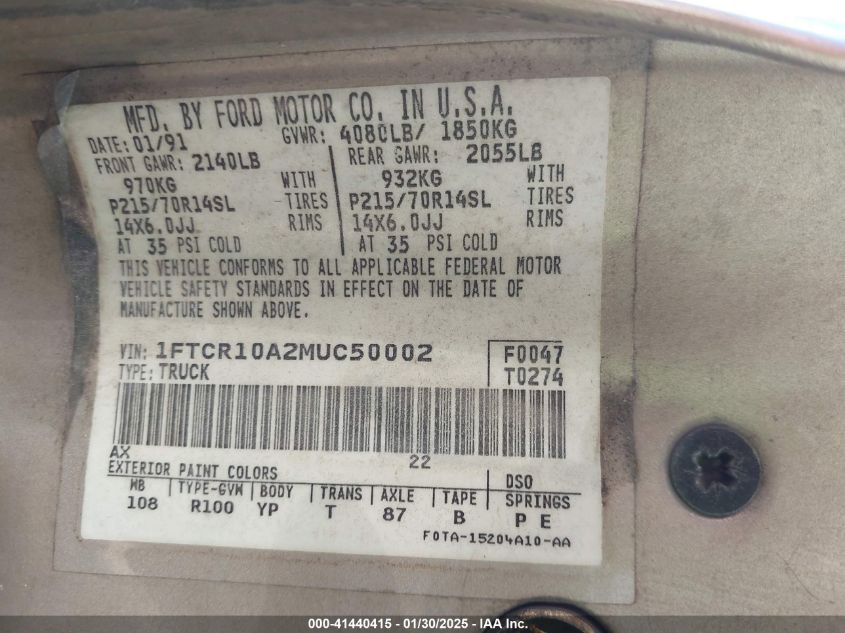 MFD. BY FORD MOTOR CO. IN U.S.A.
DATE: 01/91 GVWR: 4080LB/ 1850KG
FRONT GAWR: 2140LB REAR GAWR: 2055LB
970KG WITH 932KG WITH
P215/70R14SL TIRES P215/70R14SL TIRES
14X6.0JJ RIMS 14X6.0JJ RIMS
AT 35 PSI COLD AT 35 PSI COLD
THIS VEHICLE CONFORMS TO ALL APPLICABLE FEDERAL MOTOR
VEHICLE SAFETY STANDARDS IN EFFECT ON THE DATE OF
MANUFACTURE SHOWN ABOVE.
VIN: 1FTCR10A2MUC50002 F0047
TYPE: TRUCK T0274
AX 22
EXTERIOR PAINT COLORS DSO
WB TYPE-GVW BODY TRANS AXLE TAPE SPRINGS
108 R100 YP T 87 B P E
F0TA-15204A10-AA
000-41440415 - 01/30/2025 - IAA Inc.